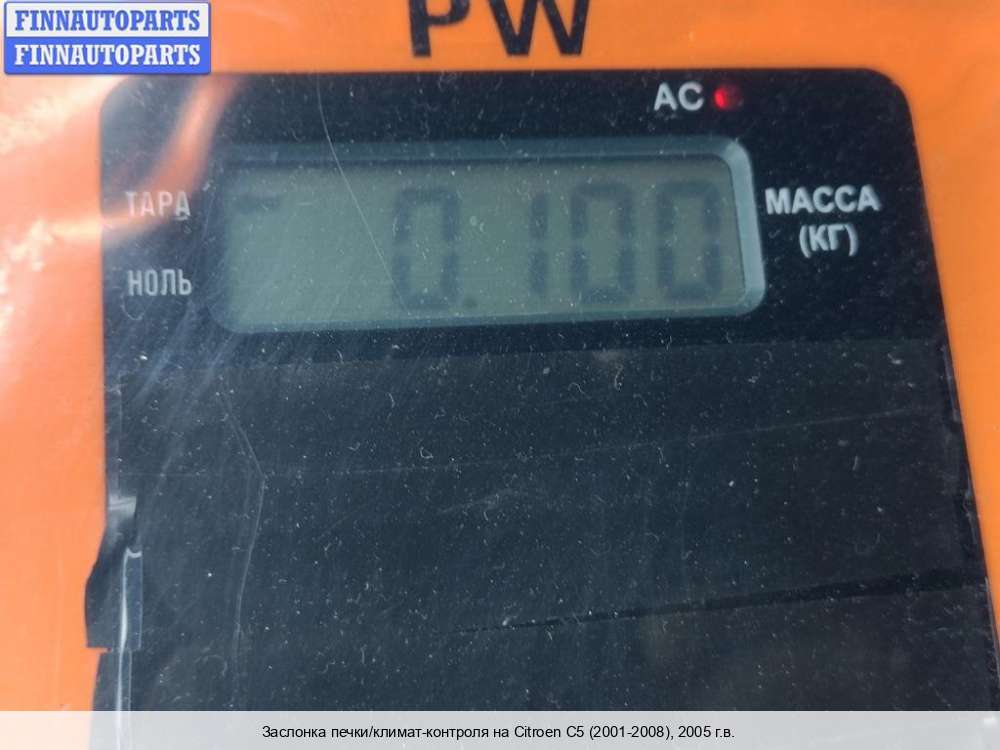 FINNAUTOPARTS
FINNAUTOPARTS
PW
AC
ТАРА
0.100
МАССА
(КГ)
НОЛЬ
Заслонка печки/климат-контроля на Citroen C5 (2001-2008), 2005 г.в.